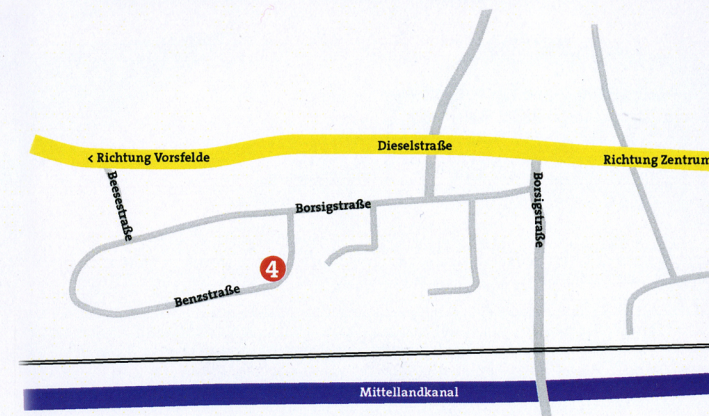 Dieselstraße
< Richtung Vorsfelde
Richtung Zentrum
Beesestraße
Borsigstraße
Borsigstraße
4
Benzstraße
Mittellandkanal